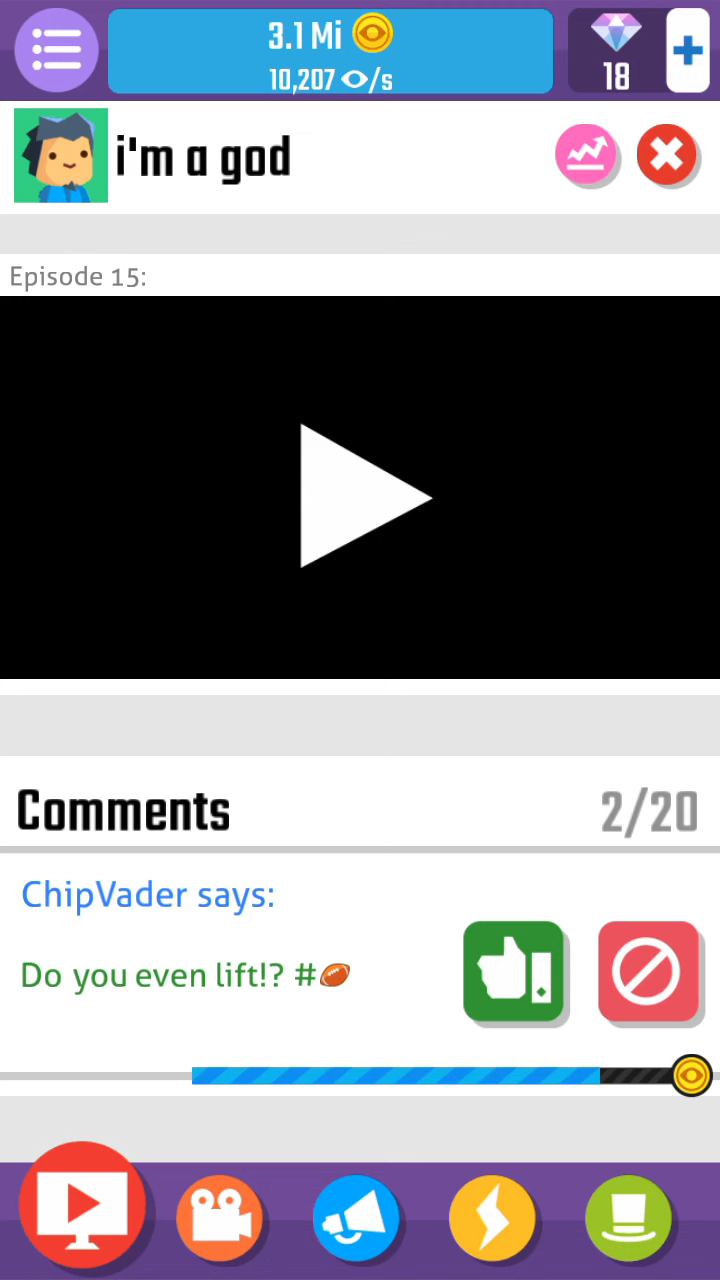 3.1 Mi
10,207 /s
18
i'm a god
Episode 15:
Comments
2/20
ChipVader says:
Do you even lift!? #🏈